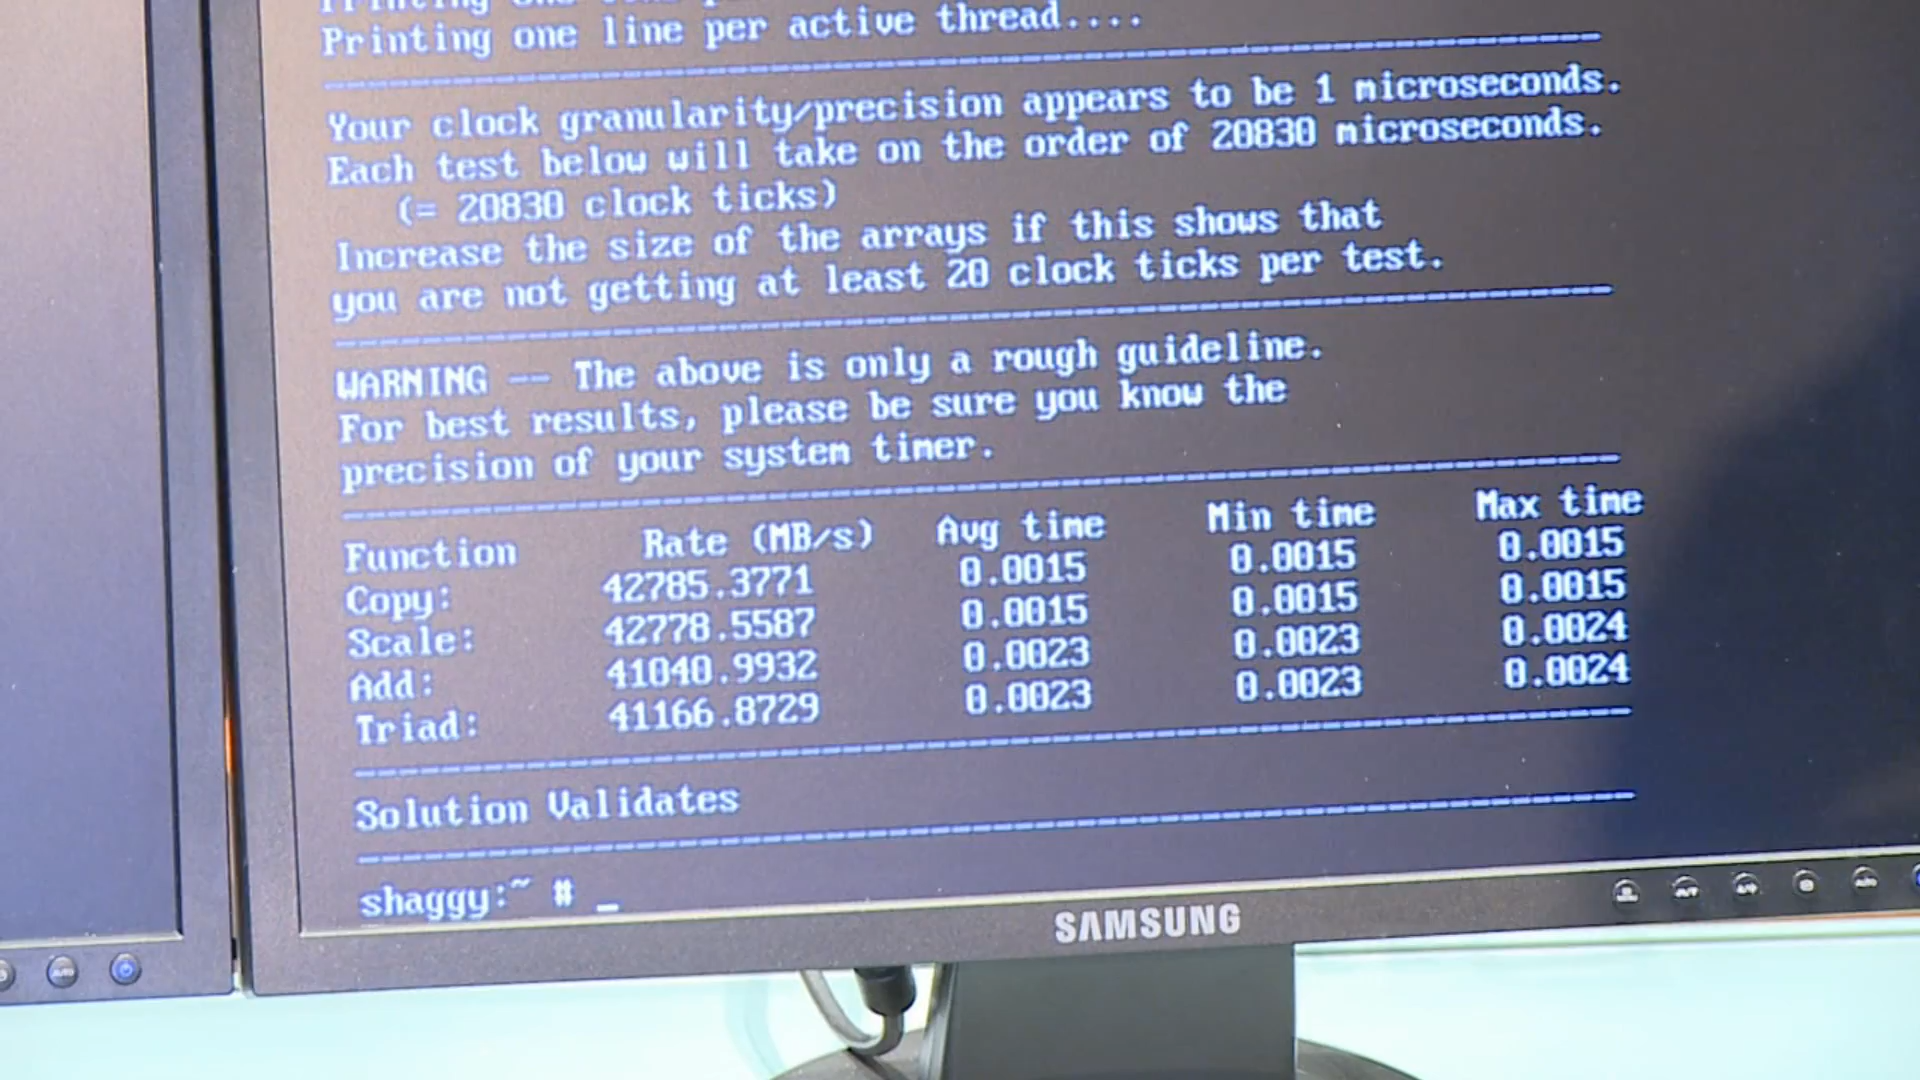 Printing one line per active thread....
Your clock granularity/precision appears to be 1 microseconds.
Each test below will take on the order of 20830 microseconds.
(= 20830 clock ticks)
Increase the size of the arrays if this shows that
you are not getting at least 20 clock ticks per test.
WARNING -- The above is only a rough guideline.
For best results, please be sure you know the
precision of your system timer.
Function Rate (MB/s) Avg time Min time Max time
Copy: 42785.3771 0.0015 0.0015 0.0015
Scale: 42778.5587 0.0015 0.0015 0.0015
Add: 41040.9932 0.0023 0.0023 0.0024
Triad: 41166.8729 0.0023 0.0023 0.0024
Solution Validates
shaggy:~ # _
SAMSUNG